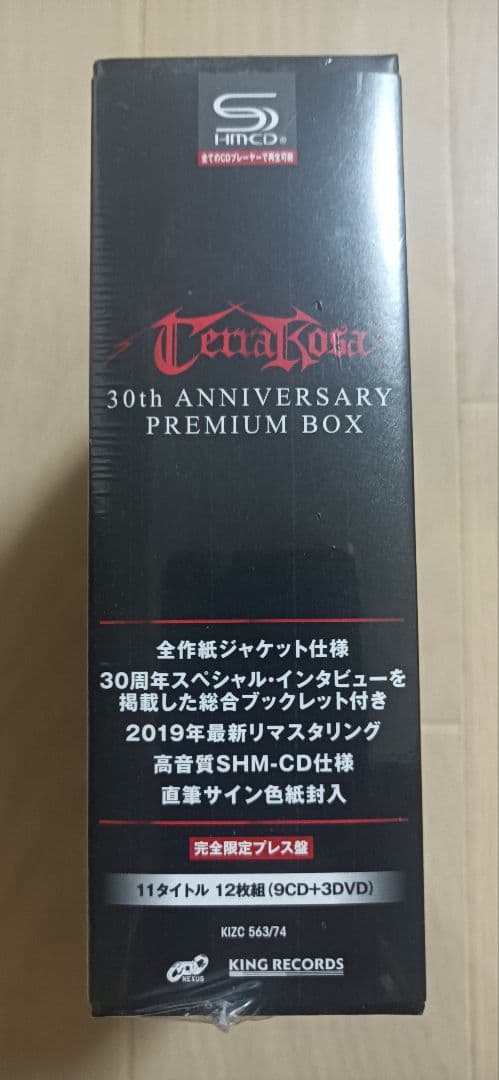 S
HMCD®
全てのCDプレーヤーで再生可能
Terra Rosa
30th ANNIVERSARY
PREMIUM BOX
全作紙ジャケット仕様
30周年スペシャル・インタビューを
掲載した総合ブックレット付き
2019年最新リマスタリング
高音質SHM-CD仕様
直筆サイン色紙封入
完全限定プレス盤
11タイトル 12枚組(9CD+3DVD)
KIZC 563/74
NEXUS
KING RECORDS